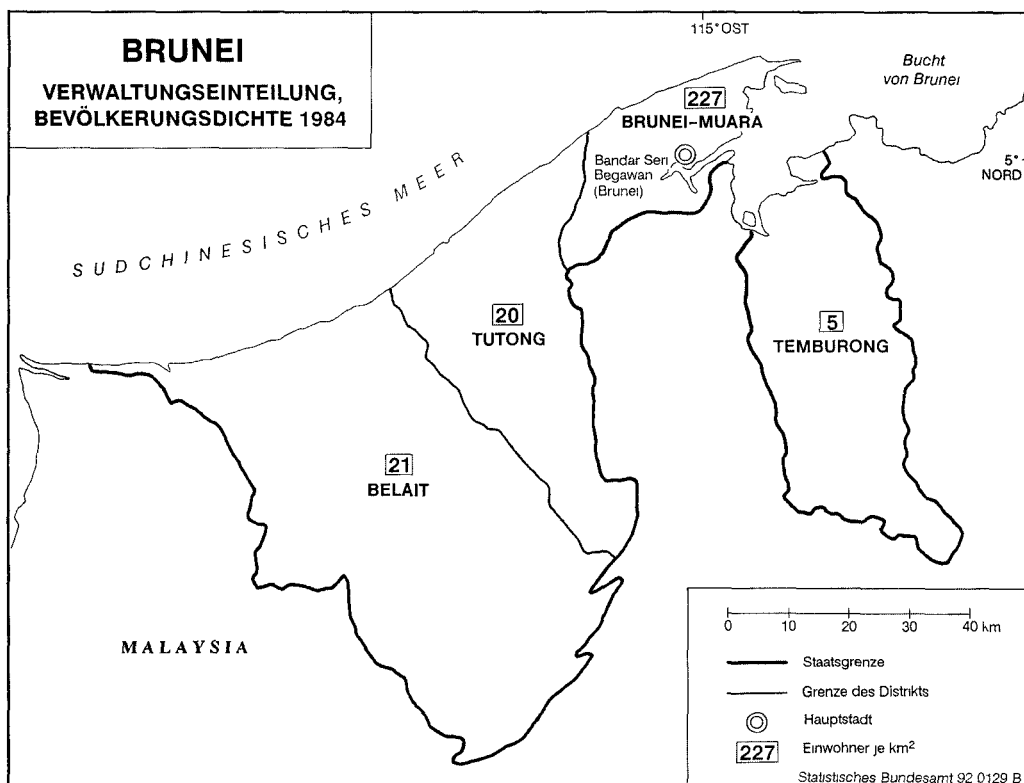 BRUNEI
VERWALTUNGSEINTEILUNG,
BEVÖLKERUNGSDICHTE 1984
115° OST
Bucht
von Brunei
5°
NORD
227
BRUNEI-MUARA
Bandar Seri
Begawan
(Brunei)
SUDCHINESISCHES MEER
20
TUTONG
5
TEMBURONG
21
BELAIT
MALAYSIA
0 10 20 30 40 km
Staatsgrenze
Grenze des Distrikts
Hauptstadt
227 Einwohner je km²
Statistisches Bundesamt 92 0129 B